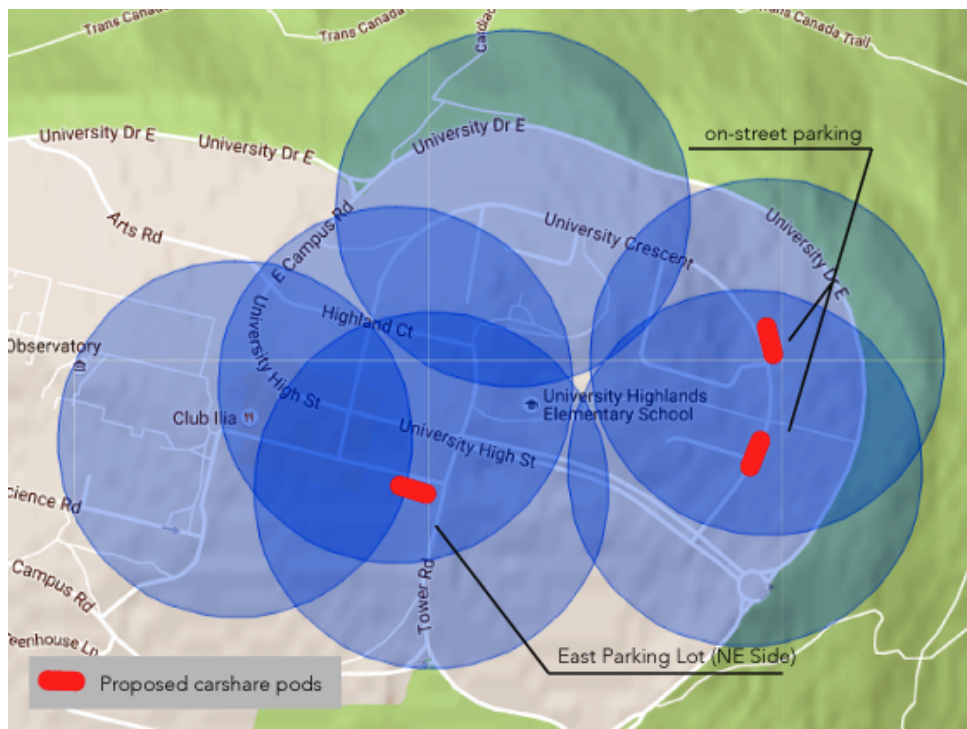 Trans Canada
Trans Canada
Trans Canada Trail
Cardiac
University Dr E
University Dr E
University Dr E
on-street parking
Arts Rd
E Campus Rd
University Crescent
University Dr E
Highland Ct
Observatory
University High St
University Highlands
Elementary School
Club Ilia
University High St
cience Rd
Campus Rd
Tower Rd
eenhouse Ln
East Parking Lot (NE Side)
Proposed carshare pods